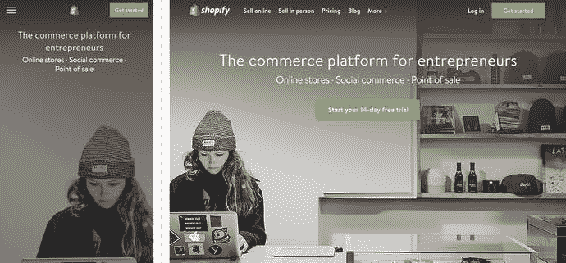 Get started
The commerce platform for
entrepreneurs
Online stores · Social commerce ·
Point of sale
shopify
Sell online
Sell in person
Pricing
Blog
More
Log in
Get started
The commerce platform for entrepreneurs
Online stores · Social commerce · Point of sale
Start your 14-day free trial